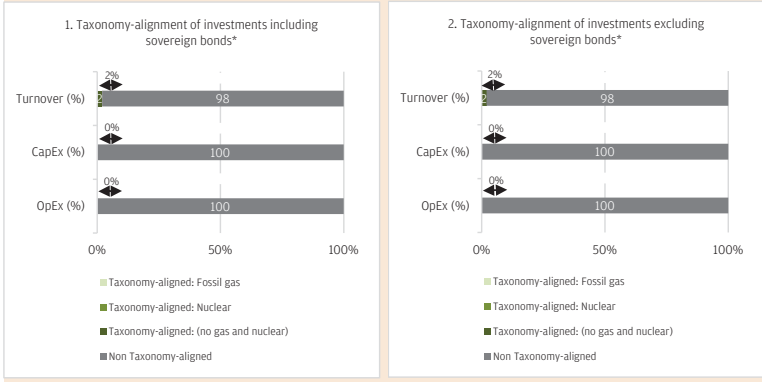 1. Taxonomy-alignment of investments including
sovereign bonds*
2%
Turnover (%)
2
98
0%
CapEx (%)
100
0%
OpEx (%)
100
0%
50%
100%
Taxonomy-aligned: Fossil gas
Taxonomy-aligned: Nuclear
Taxonomy-aligned: (no gas and nuclear)
Non Taxonomy-aligned
2. Taxonomy-alignment of investments excluding
sovereign bonds*
2%
Turnover (%)
2
98
0%
CapEx (%)
100
0%
OpEx (%)
100
0%
50%
100%
Taxonomy-aligned: Fossil gas
Taxonomy-aligned: Nuclear
Taxonomy-aligned: (no gas and nuclear)
Non Taxonomy-aligned